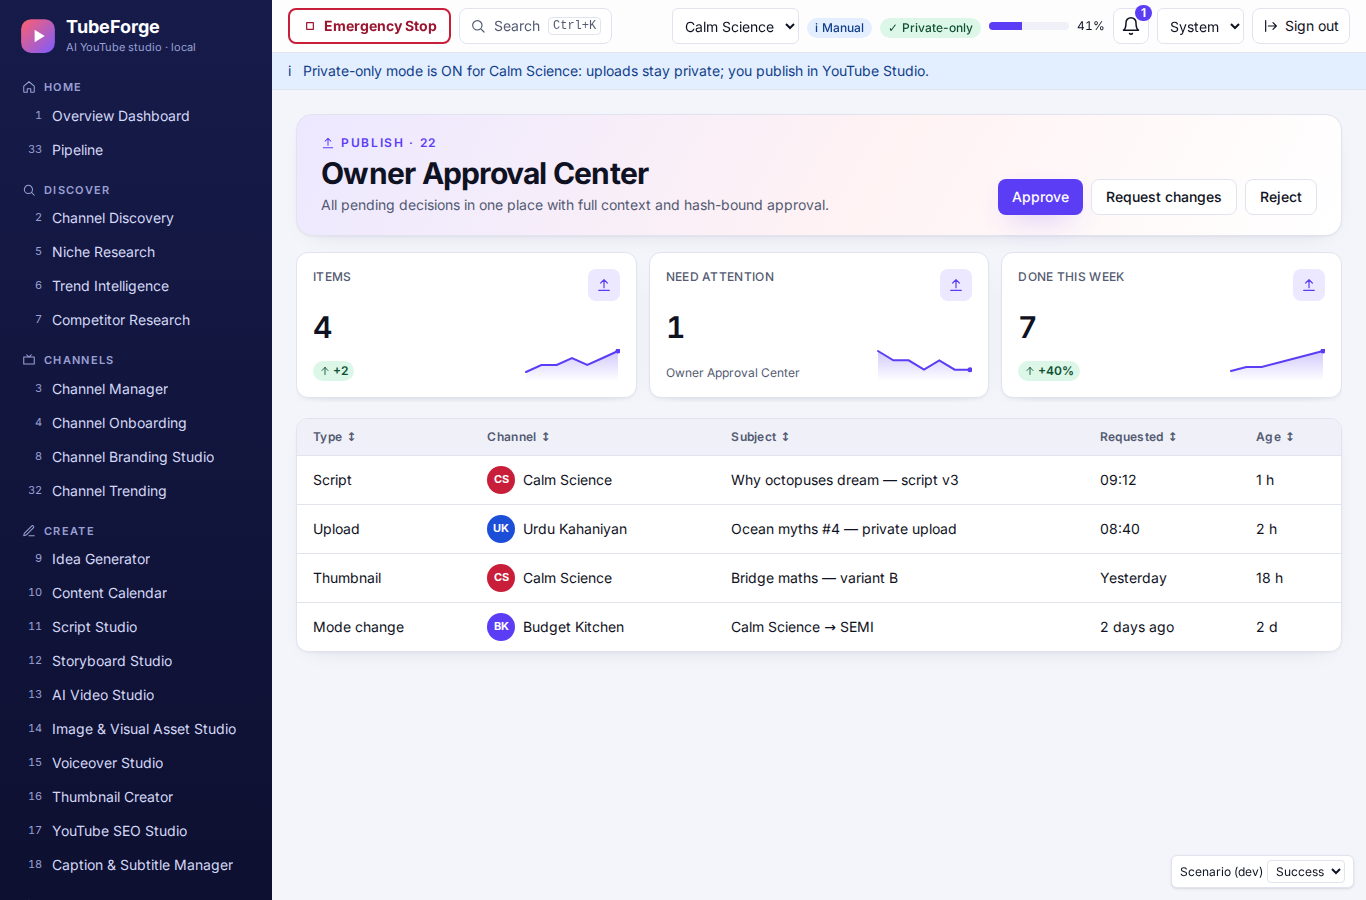 TubeForge
AI YouTube studio · local
HOME
1 Overview Dashboard
33 Pipeline
DISCOVER
2 Channel Discovery
5 Niche Research
6 Trend Intelligence
7 Competitor Research
CHANNELS
3 Channel Manager
4 Channel Onboarding
8 Channel Branding Studio
32 Channel Trending
CREATE
9 Idea Generator
10 Content Calendar
11 Script Studio
12 Storyboard Studio
13 AI Video Studio
14 Image & Visual Asset Studio
15 Voiceover Studio
16 Thumbnail Creator
17 YouTube SEO Studio
18 Caption & Subtitle Manager
Emergency Stop Search Ctrl+K Calm Science i Manual ✓ Private-only 41% 1 System Sign out
i Private-only mode is ON for Calm Science: uploads stay private; you publish in YouTube Studio.
PUBLISH · 22
Owner Approval Center
All pending decisions in one place with full context and hash-bound approval.
Approve Request changes Reject
ITEMS
4
↑ +2
NEED ATTENTION
1
Owner Approval Center
DONE THIS WEEK
7
↑ +40%
Type ↕ Channel ↕ Subject ↕ Requested ↕ Age ↕
Script CS Calm Science Why octopuses dream — script v3 09:12 1 h
Upload UK Urdu Kahaniyan Ocean myths #4 — private upload 08:40 2 h
Thumbnail CS Calm Science Bridge maths — variant B Yesterday 18 h
Mode change BK Budget Kitchen Calm Science → SEMI 2 days ago 2 d
Scenario (dev) Success